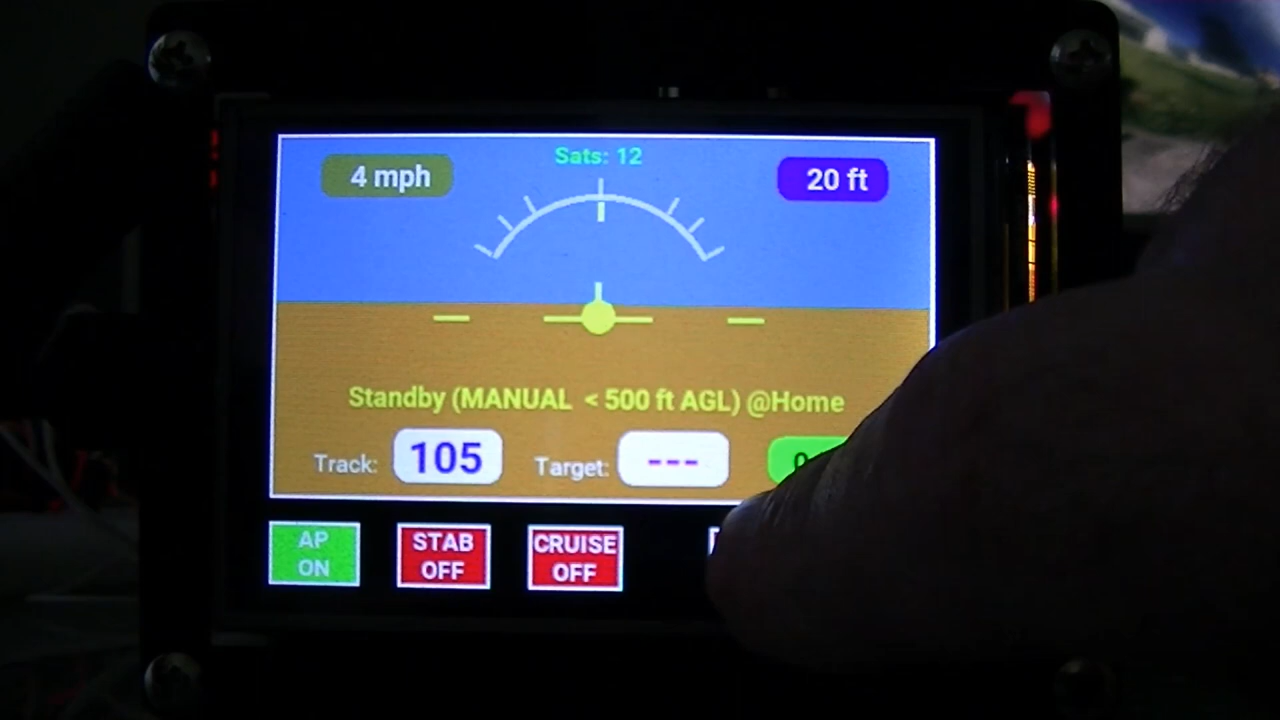 Sats: 12
4 mph
20 ft
Standby (MANUAL < 500 ft AGL) @Home
Track: 105 Target: ---
AP
ON
STAB
OFF
CRUISE
OFF